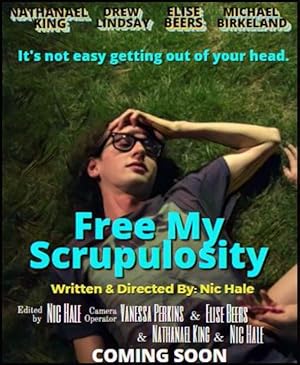 NATHANAEL KING DREW LINDSAY ELISE BEERS MICHAEL BIRKELAND
It's not easy getting out of your head.
Free My
Scrupulosity
Written & Directed By: Nic Hale
Edited by NIC HALE Camera Operator VANESSA PERKINS & ELISE BEERS
& NATHANAEL KING & NIC HALE
COMING SOON